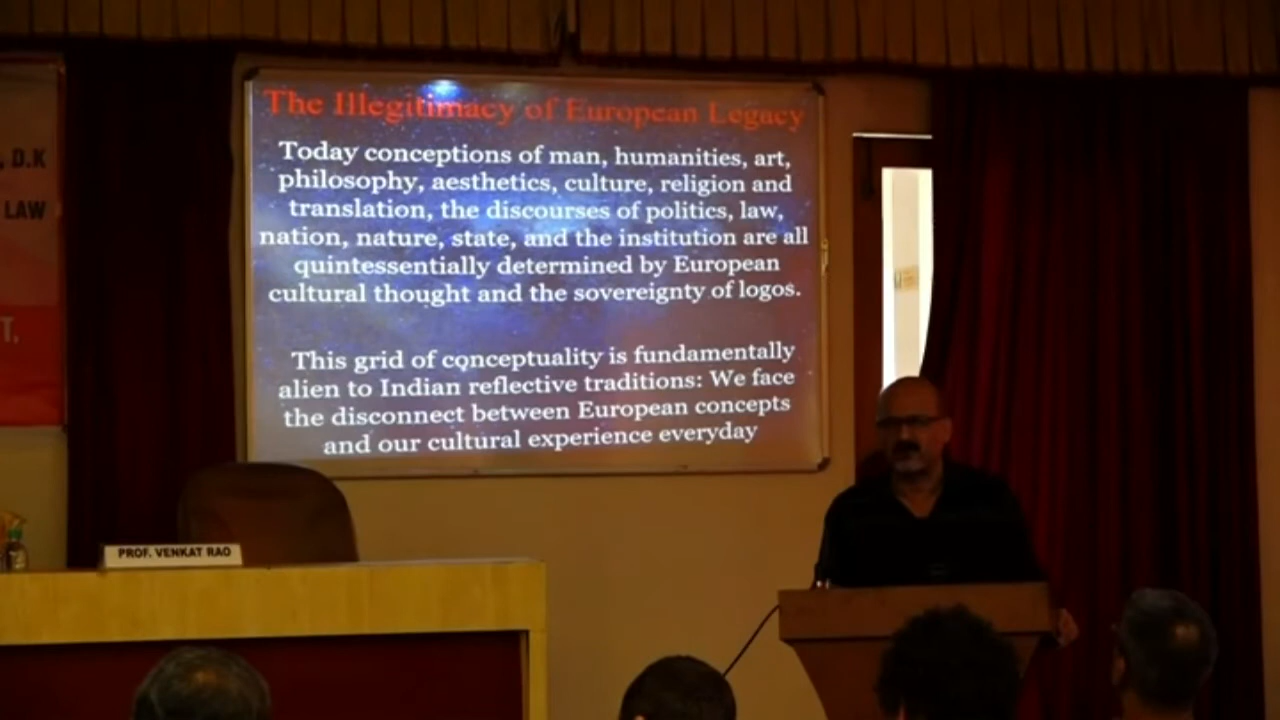 The Illegitimacy of European Legacy
Today conceptions of man, humanities, art,
philosophy, aesthetics, culture, religion and
translation, the discourses of politics, law,
nation, nature, state, and the institution are all
quintessentially determined by European
cultural thought and the sovereignty of logos.
This grid of conceptuality is fundamentally
alien to Indian reflective traditions: We face
the disconnect between European concepts
and our cultural experience everyday
, D.K
LAW
T,
PROF. VENKAT RAO